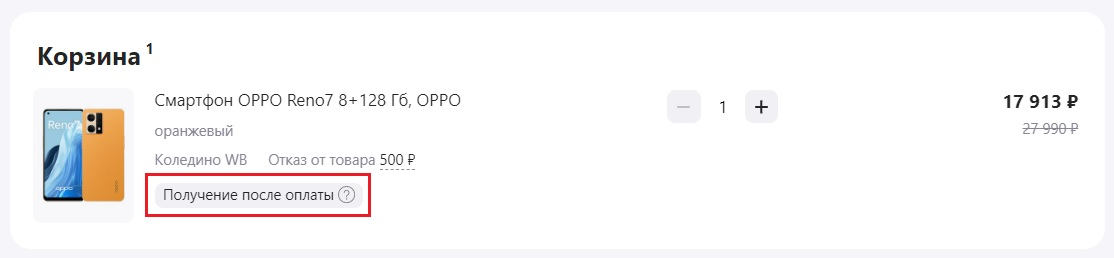 Корзина 1
Смартфон OPPO Reno7 8+128 Гб, OPPO
оранжевый
Коледино WB Отказ от товара 500 ₽
Получение после оплаты ?
− 1 +
17 913 ₽
27 990 ₽
Reno7
oppo